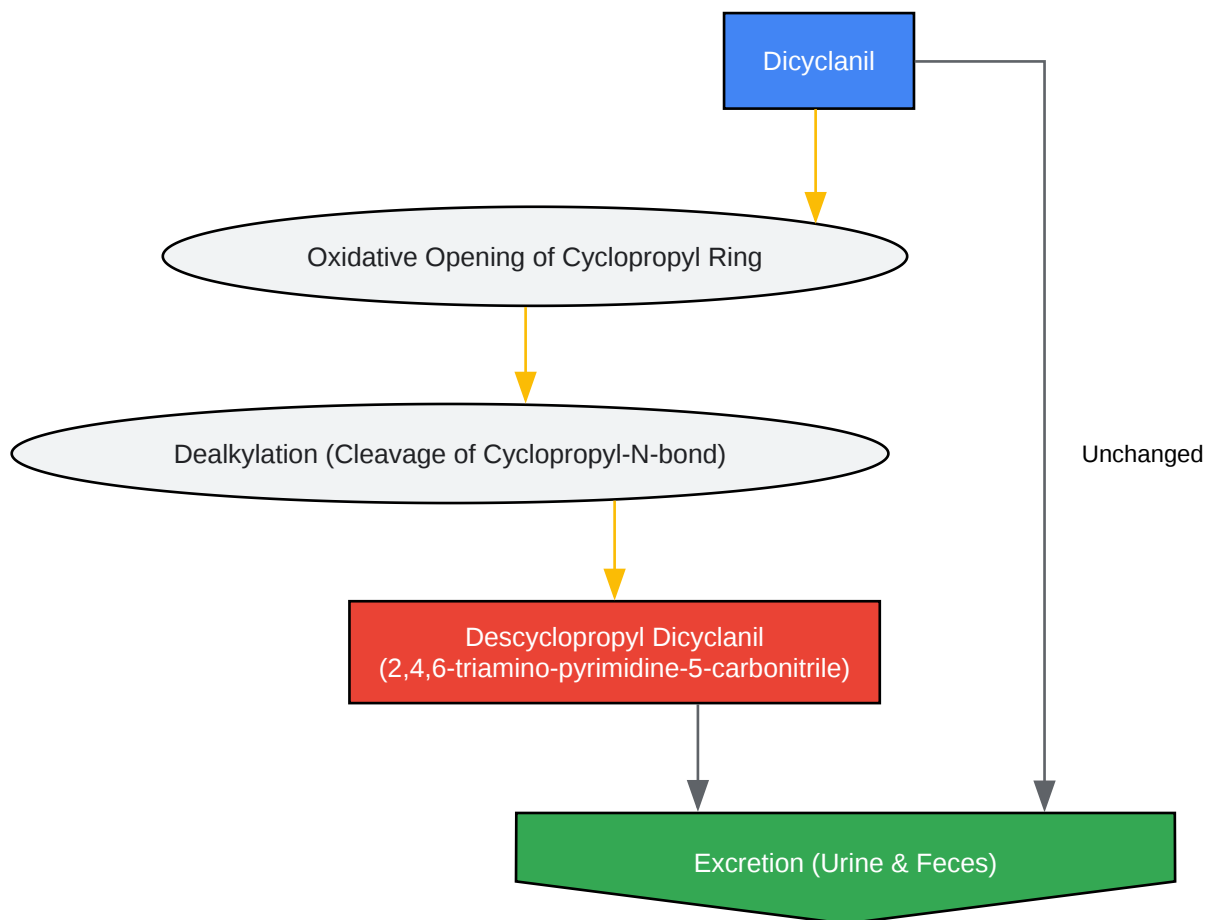 Dicyclanil
Oxidative Opening of Cyclopropyl Ring
Dealkylation (Cleavage of Cyclopropyl-N-bond)
Unchanged
Descyclopropyl Dicyclanil
(2,4,6-triamino-pyrimidine-5-carbonitrile)
Excretion (Urine & Feces)